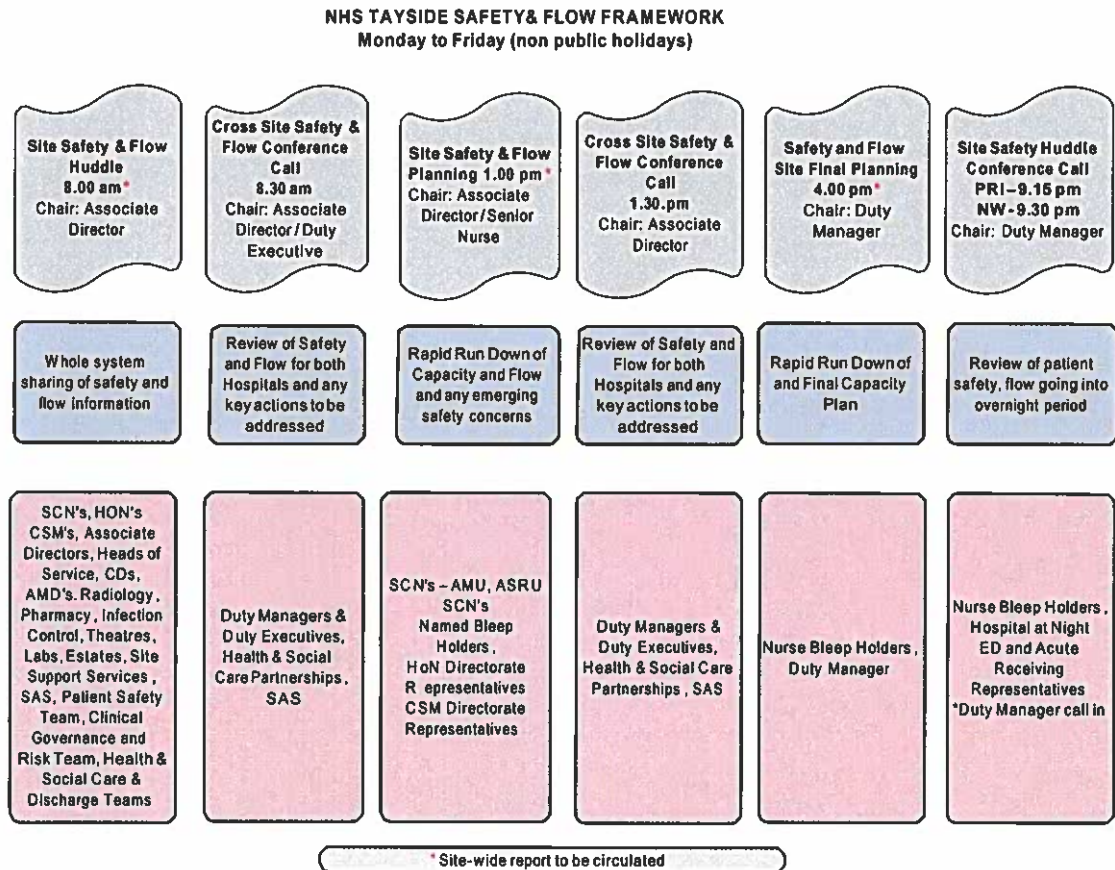 NHS TAYSIDE SAFETY& FLOW FRAMEWORK
Monday to Friday (non public holidays)
Site Safety & Flow
Huddle
8.00 am*
Chair: Associate
Director
Cross Site Safety &
Flow Conference
Call
8.30 am
Chair: Associate
Director / Duty
Executive
Site Safety & Flow
Planning 1.00 pm*
Chair: Associate
Director/Senior
Nurse
Cross Site Safety &
Flow Conference
Call
1.30.pm
Chair: Associate
Director
Safety and Flow
Site Final Planning
4.00 pm*
Chair: Duty
Manager
Site Safety Huddle
Conference Call
PRI–9.15 pm
NW-9.30 pm
Chair: Duty Manager
Whole system
sharing of safety and
flow information
Review of Safety
and Flow for both
Hospitals and any
key actions to be
addressed
Rapid Run Down of
Capacity and Flow
and any emerging
safety concerns
Review of Safety and
Flow for both
Hospitals and any
key actions to be
addressed
Rapid Run Down of
and Final Capacity
Plan
Review of patient
safety, flow going into
overnight period
SCN's, HON's
CSM's, Associate
Directors, Heads of
Service, CDs,
AMD's. Radiology,
Pharmacy, Infection
Control, Theatres,
Labs, Estates, Site
Support Services,
SAS, Patient Safety
Team, Clinical
Governance and
Risk Team, Health &
Social Care &
Discharge Teams
Duty Managers &
Duty Executives,
Health & Social
Care Partnerships,
SAS
SCN's – AMU, ASRU
SCN's
Named Bleep
Holders,
HoN Directorate
R epresentatives
CSM Directorate
Representatives
Duty Managers &
Duty Executives,
Health & Social Care
Partnerships, SAS
Nurse Bleep Holders,
Duty Manager
Nurse Bleep Holders,
Hospital at Night
ED and Acute
Receiving
Representatives
*Duty Manager call in
* Site-wide report to be circulated